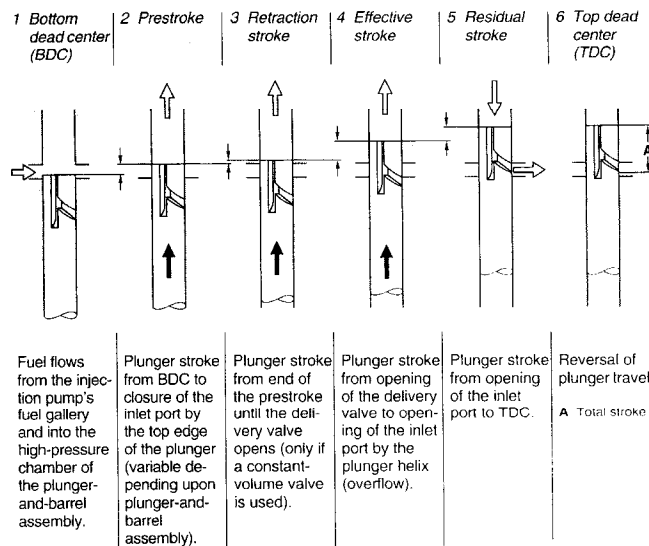 1 Bottom
dead center
(BDC)
2 Prestroke
3 Retraction
stroke
4 Effective
stroke
5 Residual
stroke
6 Top dead
center
(TDC)
A
Fuel flows
from the injec-
tion pump's
fuel gallery
and into the
high-pressure
chamber of
the plunger-
and-barrel
assembly.
Plunger stroke
from BDC to
closure of the
inlet port by
the top edge
of the plunger
(variable de-
pending upon
plunger-and-
barrel
assembly).
Plunger stroke
from end of
the prestroke
until the deli-
very valve
opens (only if
a constant-
volume valve
is used).
Plunger stroke
from opening
of the delivery
valve to open-
ing of the inlet
port by the
plunger helix
(overflow).
Plunger stroke
from opening
of the inlet
port to TDC.
Reversal of
plunger travel
A Total stroke